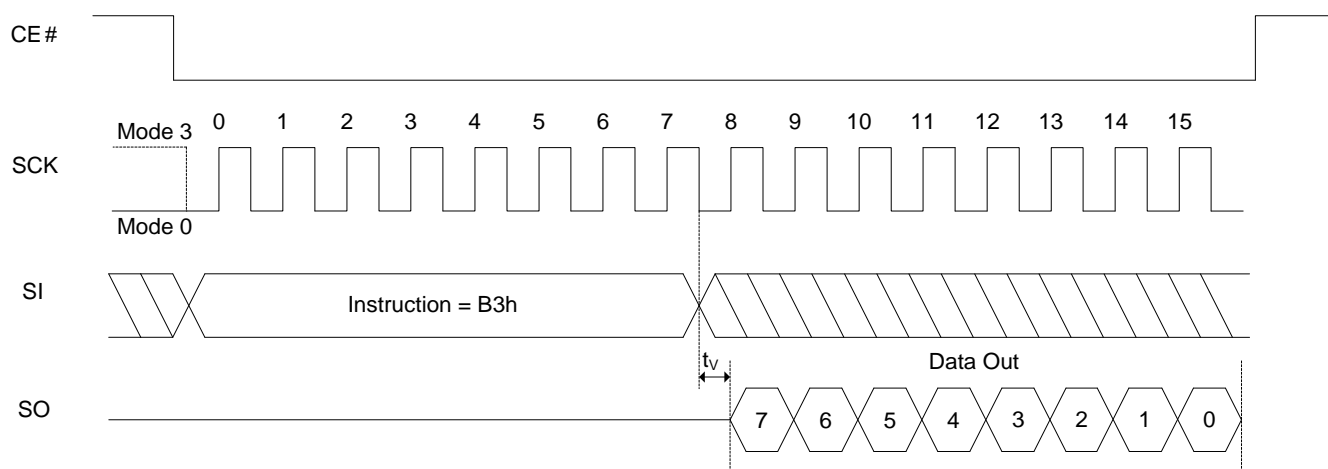 CE #
0 1 2 3 4 5 6 7 8 9 10 11 12 13 14 15
Mode 3
SCK
Mode 0
SI
Instruction = B3h
tV
Data Out
SO
7 6 5 4 3 2 1 0